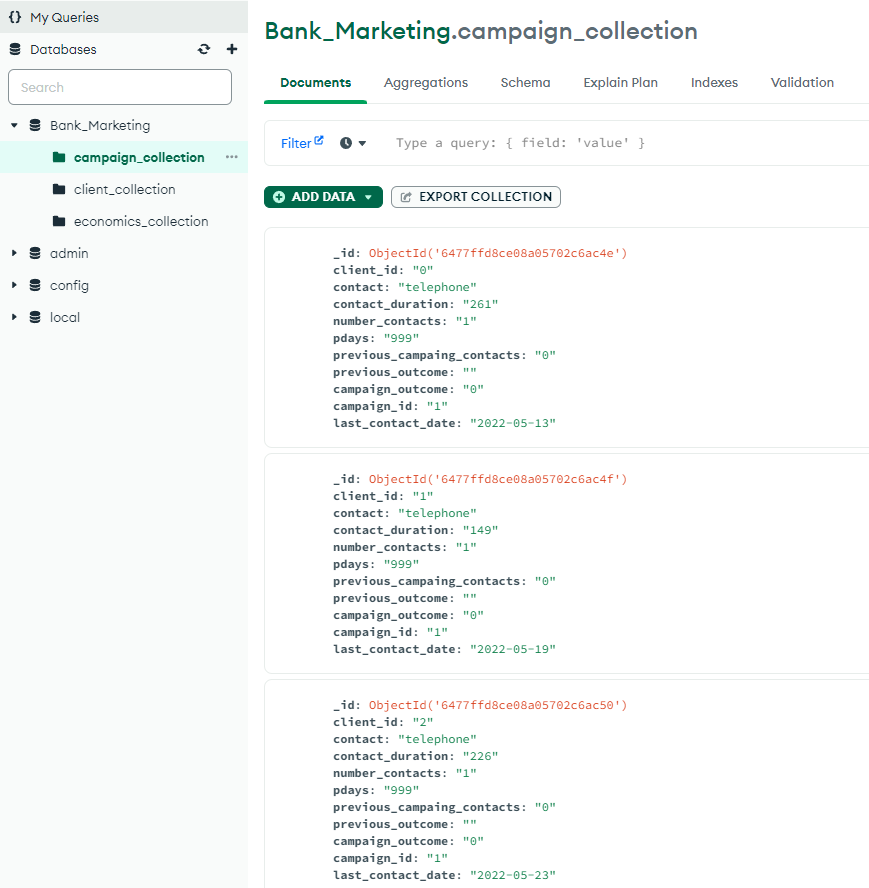 {} My Queries
Databases
Search
Bank_Marketing
campaign_collection
client_collection
economics_collection
admin
config
local
Bank_Marketing.campaign_collection
Documents Aggregations Schema Explain Plan Indexes Validation
Filter Type a query: { field: 'value' }
ADD DATA EXPORT COLLECTION
_id: ObjectId('6477ffd8ce08a05702c6ac4e')
client_id: "0"
contact: "telephone"
contact_duration: "261"
number_contacts: "1"
pdays: "999"
previous_campaing_contacts: "0"
previous_outcome: ""
campaign_outcome: "0"
campaign_id: "1"
last_contact_date: "2022-05-13"
_id: ObjectId('6477ffd8ce08a05702c6ac4f')
client_id: "1"
contact: "telephone"
contact_duration: "149"
number_contacts: "1"
pdays: "999"
previous_campaing_contacts: "0"
previous_outcome: ""
campaign_outcome: "0"
campaign_id: "1"
last_contact_date: "2022-05-19"
_id: ObjectId('6477ffd8ce08a05702c6ac50')
client_id: "2"
contact: "telephone"
contact_duration: "226"
number_contacts: "1"
pdays: "999"
previous_campaing_contacts: "0"
previous_outcome: ""
campaign_outcome: "0"
campaign_id: "1"
last_contact_date: "2022-05-23"